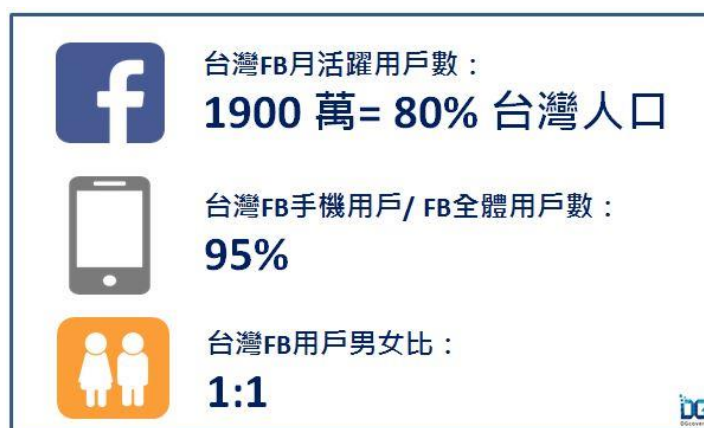 台灣FB月活躍用戶數：
1900 萬= 80% 台灣人口
台灣FB手機用戶/ FB全體用戶數：
95%
台灣FB用戶男女比：
1:1